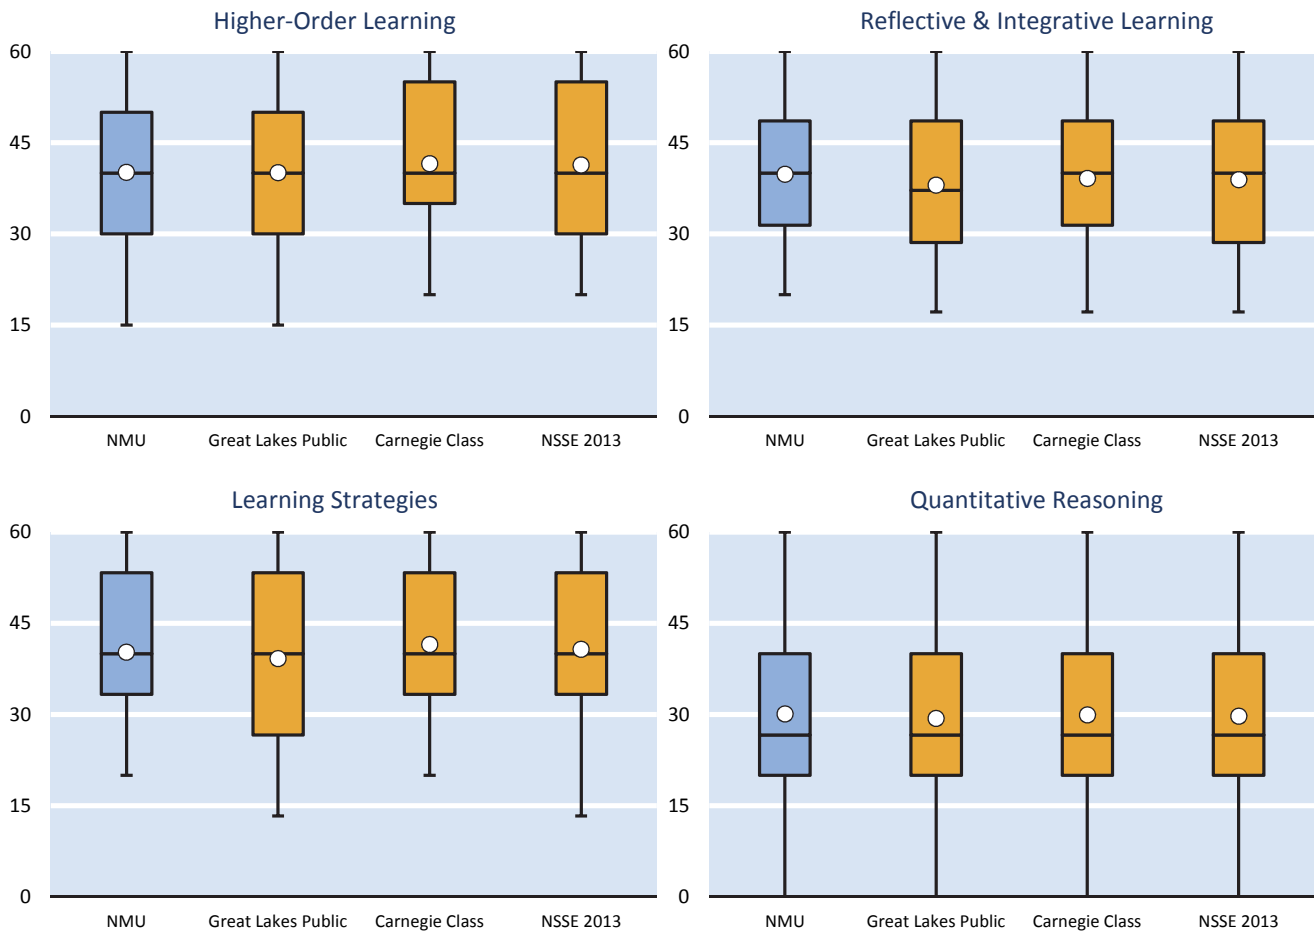 Higher-Order Learning
60
45
30
15
0
NMU Great Lakes Public Carnegie Class NSSE 2013
Reflective & Integrative Learning
60
45
30
15
0
NMU Great Lakes Public Carnegie Class NSSE 2013
Learning Strategies
60
45
30
15
0
NMU Great Lakes Public Carnegie Class NSSE 2013
Quantitative Reasoning
60
45
30
15
0
NMU Great Lakes Public Carnegie Class NSSE 2013